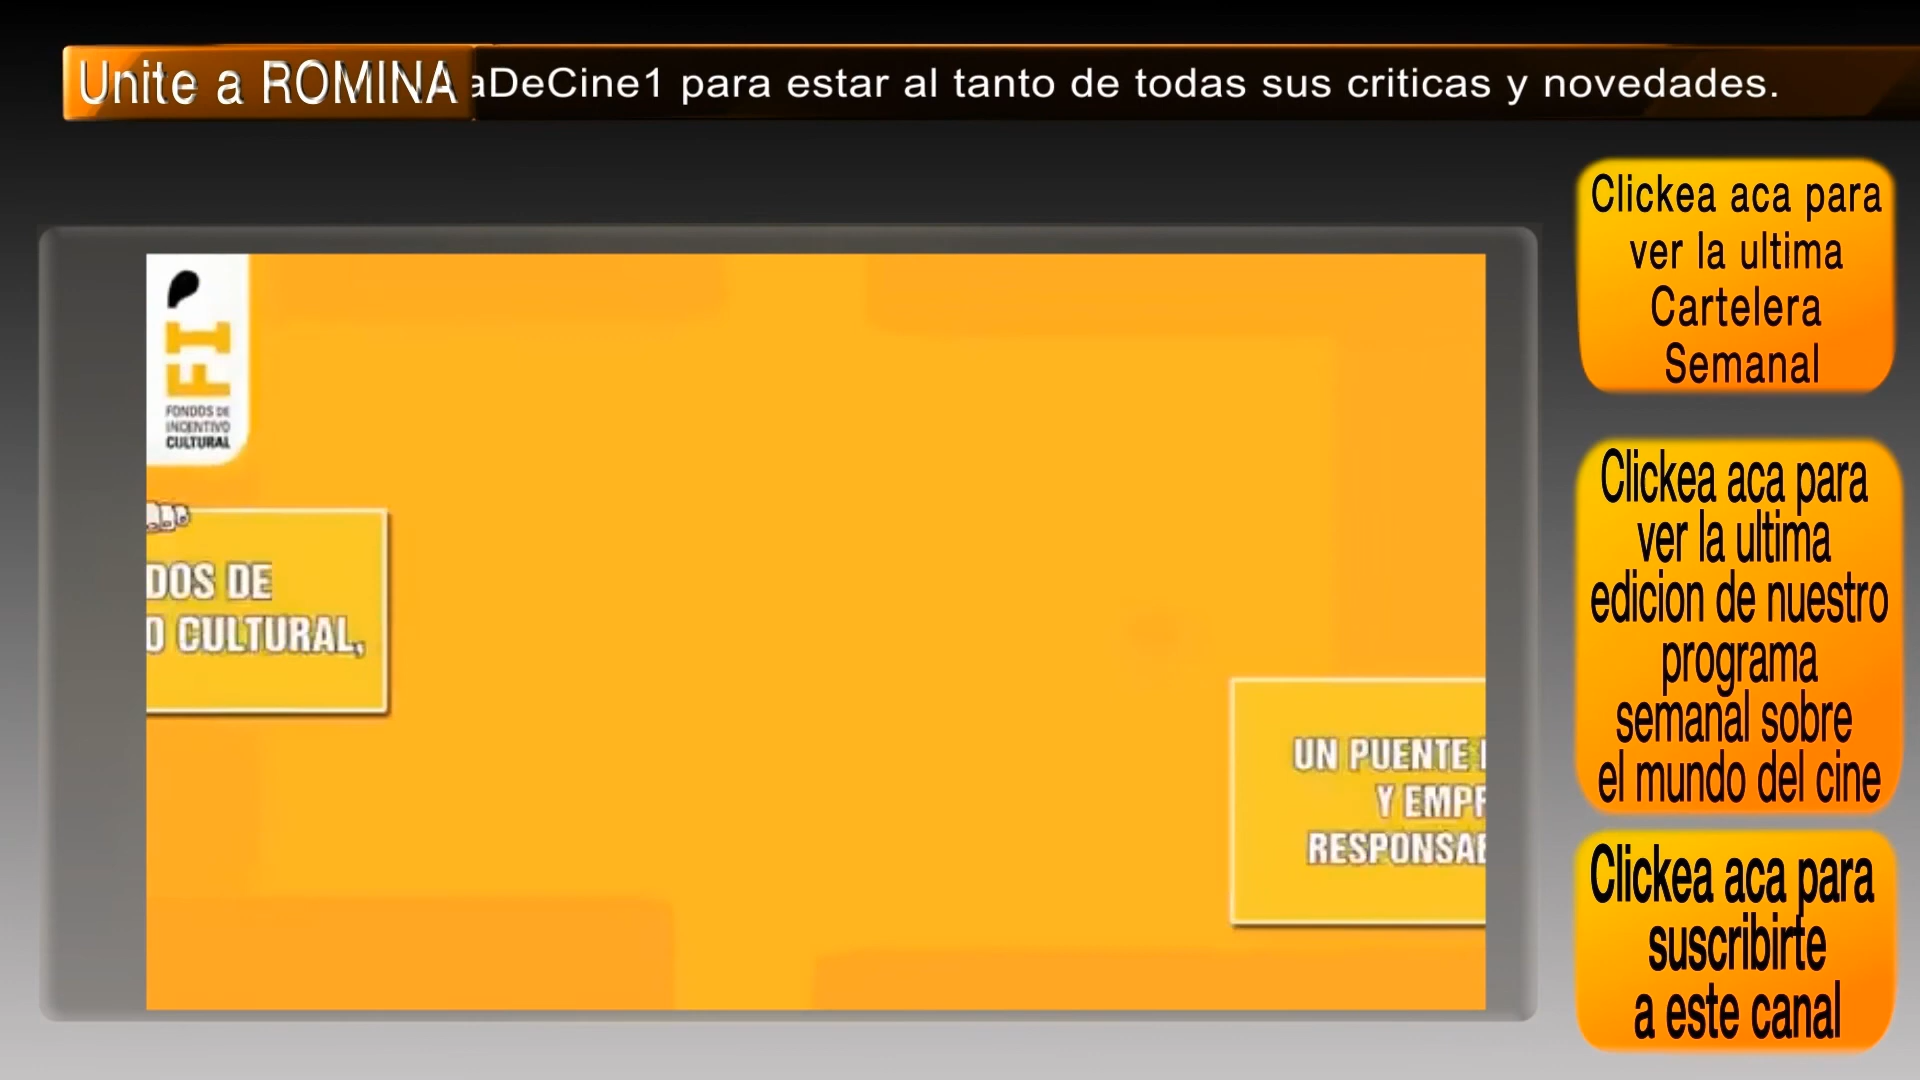 Unite a ROMINA aDeCine1 para estar al tanto de todas sus criticas y novedades.
FI
FONDOS DE
INCENTIVO
CULTURAL
DOS DE
O CULTURAL,
UN PUENTE
Y EMPR
RESPONSAB
Clickea aca para
ver la ultima
Cartelera
Semanal
Clickea aca para
ver la ultima
edicion de nuestro
programa
semanal sobre
el mundo del cine
Clickea aca para
suscribirte
a este canal